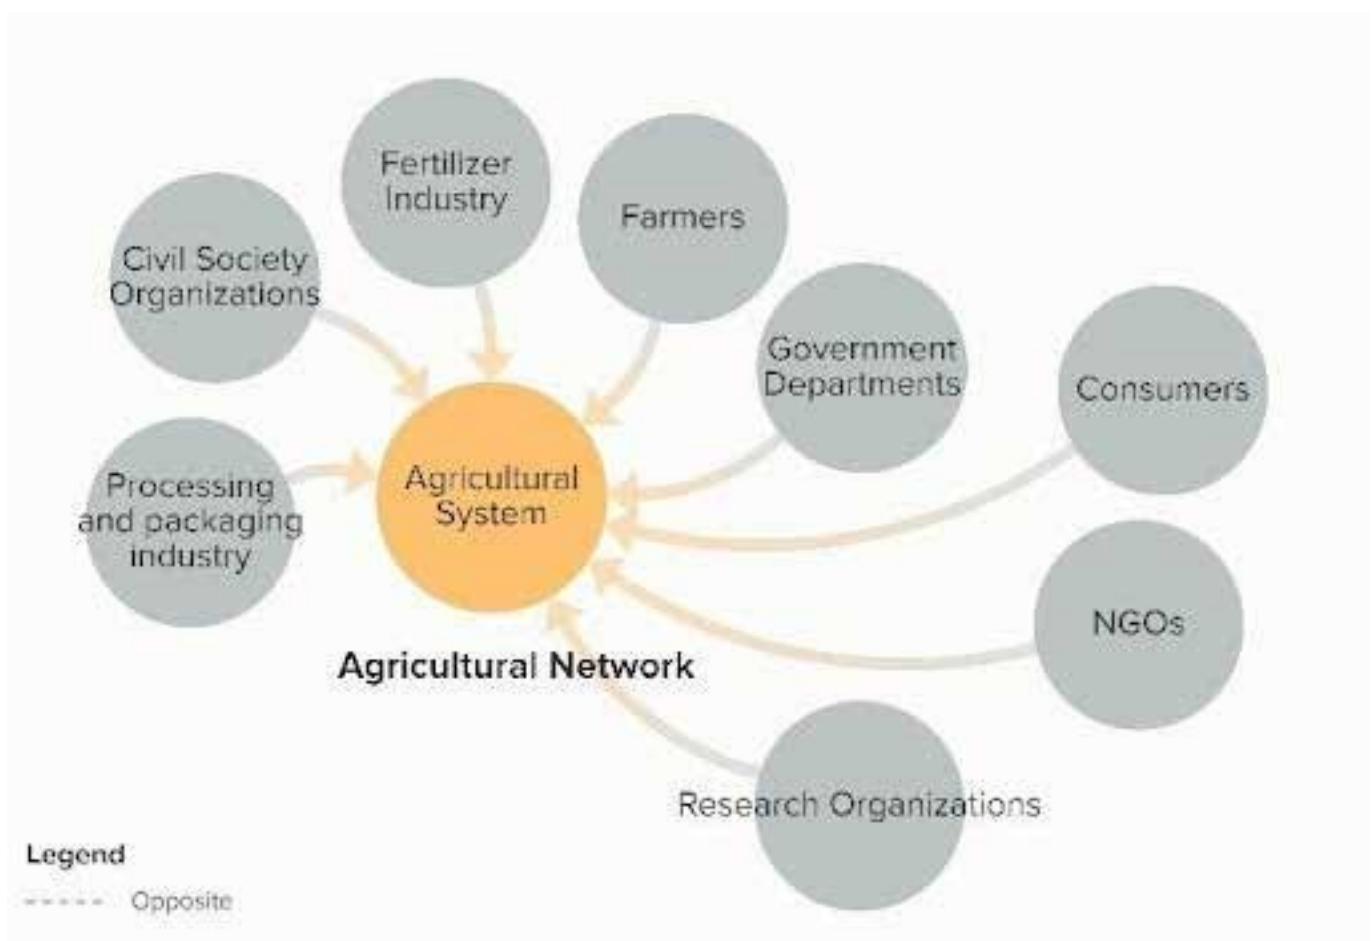 Fertilizer
Industry
Farmers
Civil Society
Organizations
Government
Departments
Consumers
Processing
and packaging
industry
Agricultural
System
NGOs
Agricultural Network
Research Organizations
Legend
Opposite